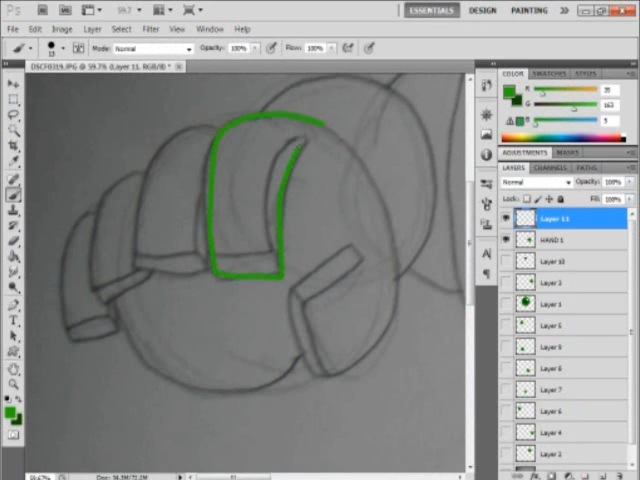 Ps
59.7
ESSENTIALS DESIGN PAINTING
File Edit Image Layer Select Filter View Window Help
Mode: Normal Opacity: 100% Flow: 100%
DSCF0319.JPG @ 59.7% (Layer 11, RGB/8) *
COLOR SWATCHES STYLES
R
G 163
B
ADJUSTMENTS MASKS
LAYERS CHANNELS PATHS
Normal Opacity: 100%
Lock: Fill: 100%
Layer 11
HAND 1
Layer 10
Layer 3
Layer 1
Layer 5
Layer 9
Layer 8
Layer 7
Layer 6
Layer 4
Layer 2